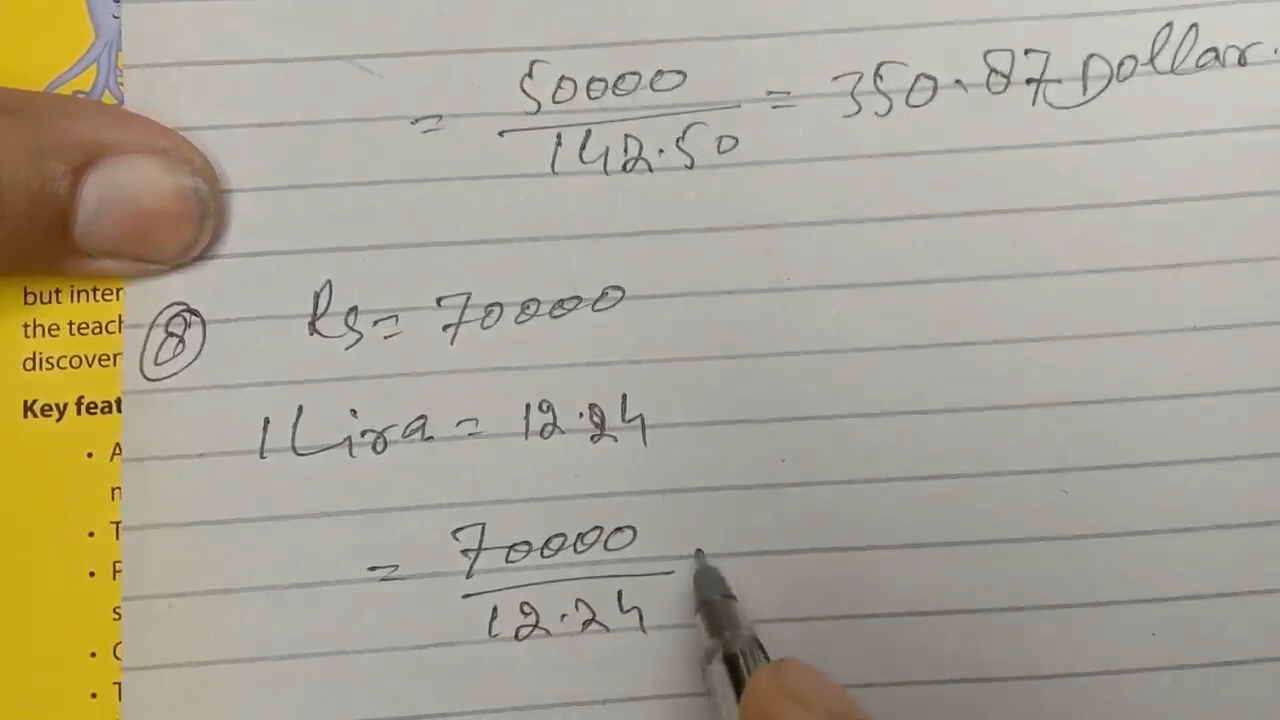 = 50000 / 142.50 = 350.87 Dollar.
but inter
the teach
discover
Key feat
• A
n
• T
• F
s
• C
• T
8 Rs = 70000
1 Lira = 12.24
= 70000 / 12.24